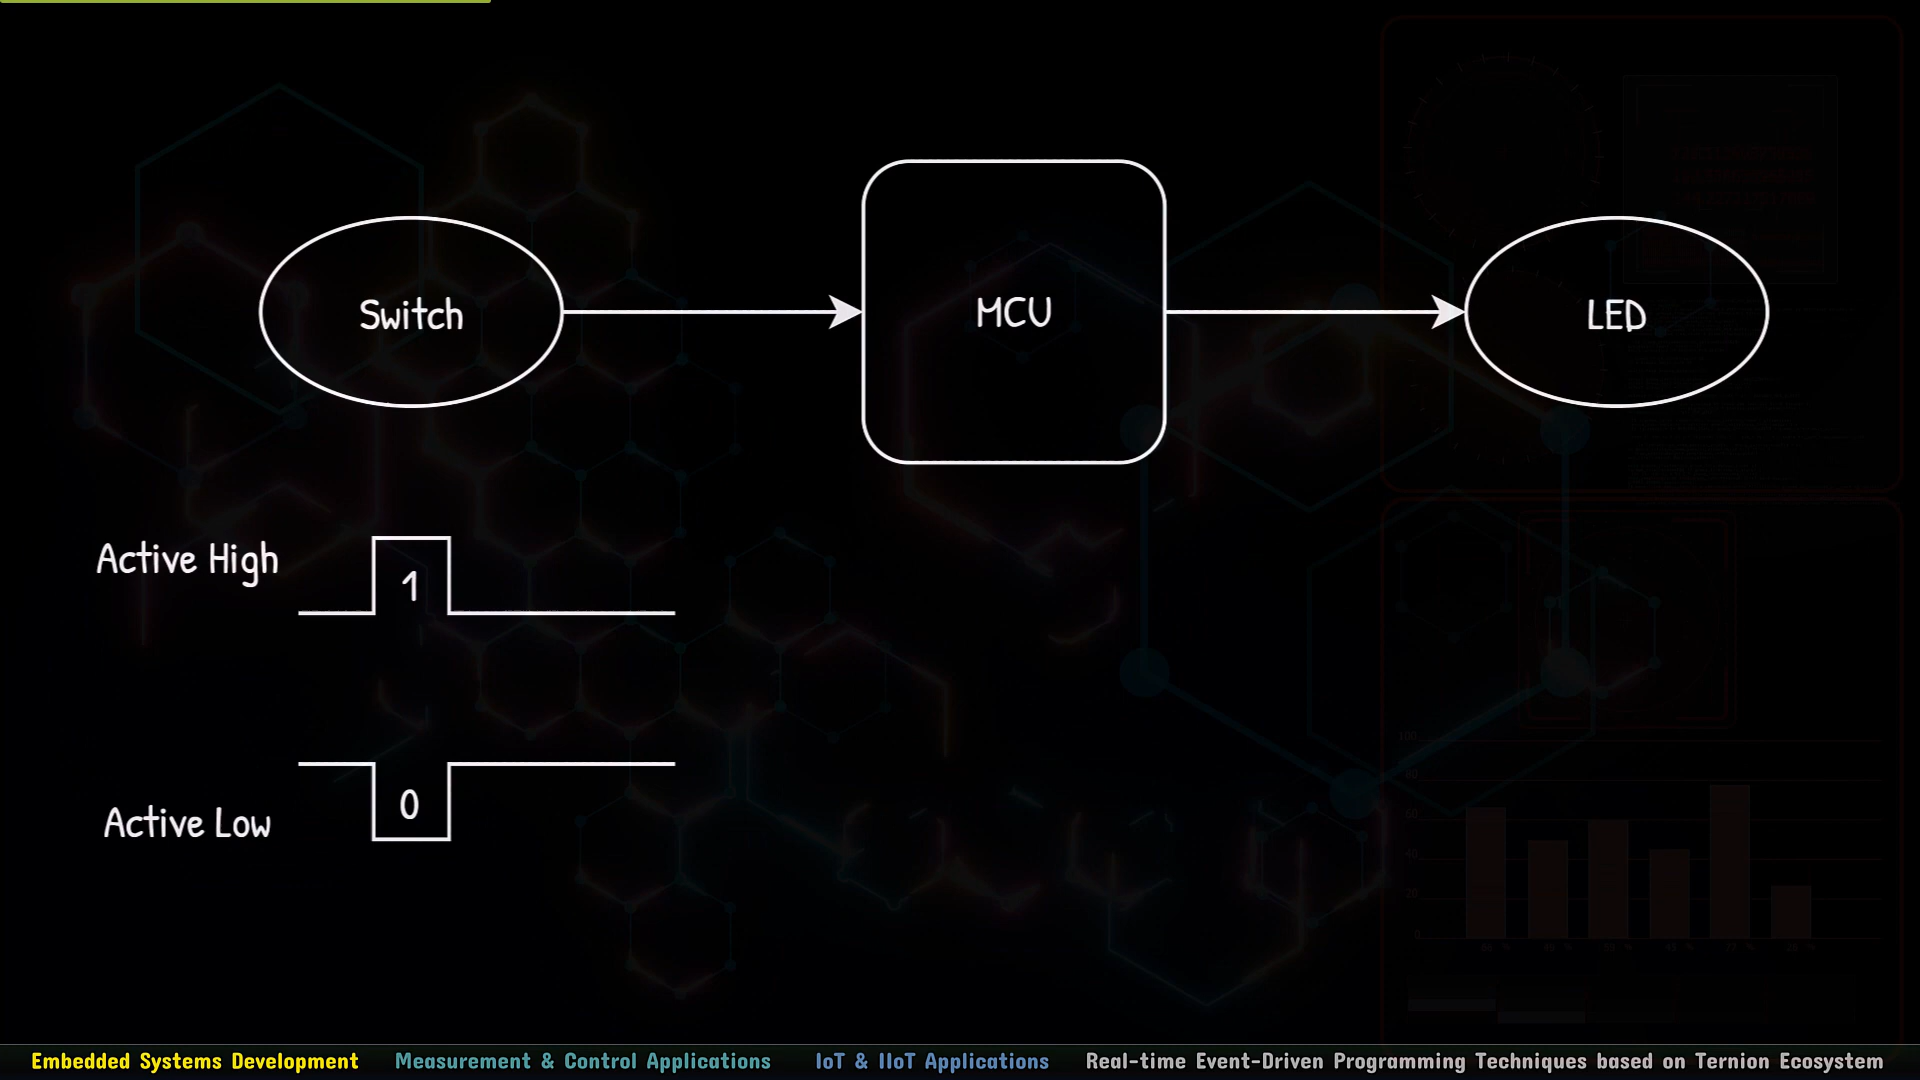 Switch
MCU
LED
Active High
1
Active Low
0
Embedded Systems Development Measurement & Control Applications IoT & IIoT Applications Real-time Event-Driven Programming Techniques based on Ternion Ecosystem